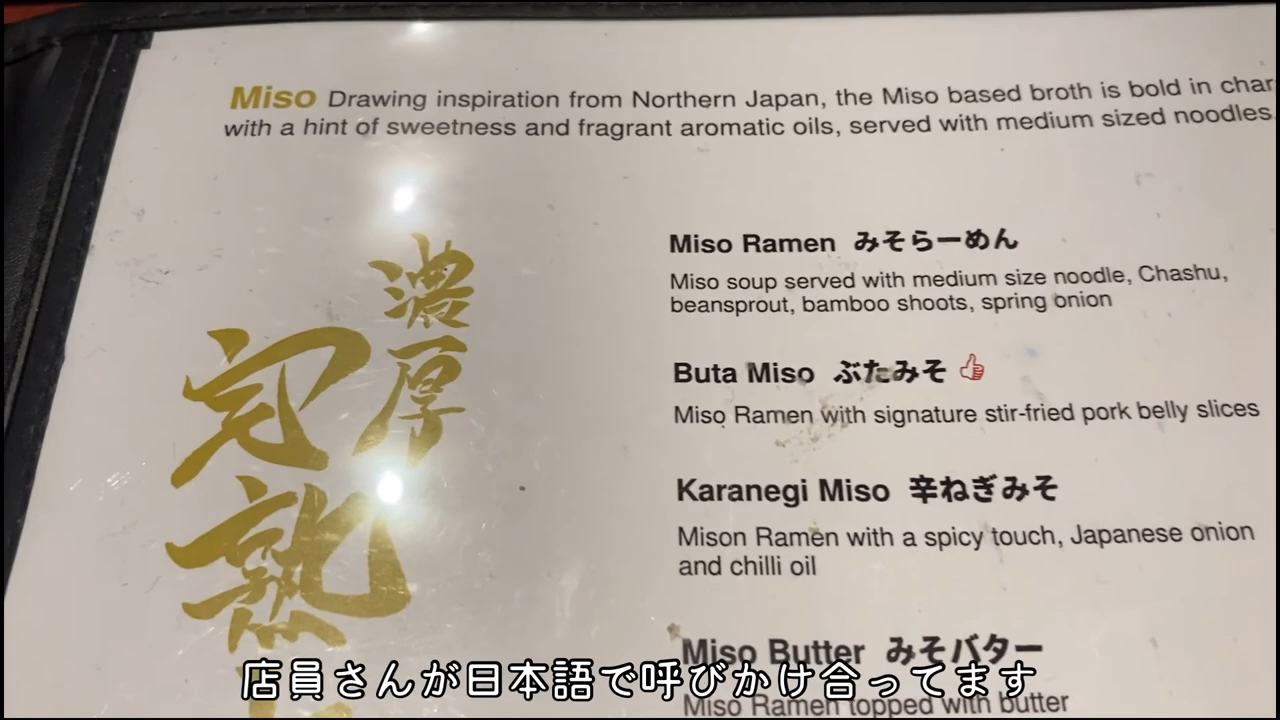 Miso Drawing inspiration from Northern Japan, the Miso based broth is bold in char
with a hint of sweetness and fragrant aromatic oils, served with medium sized noodles
濃厚
完熟
Miso Ramen みそらーめん
Miso soup served with medium size noodle, Chashu,
beansprout, bamboo shoots, spring onion
Buta Miso ぶたみそ
Miso Ramen with signature stir-fried pork belly slices
Karanegi Miso 辛ねぎみそ
Mison Ramen with a spicy touch, Japanese onion
and chilli oil
Miso Butter みそバター
Miso Ramen topped with butter
店員さんが日本語で呼びかけ合ってます